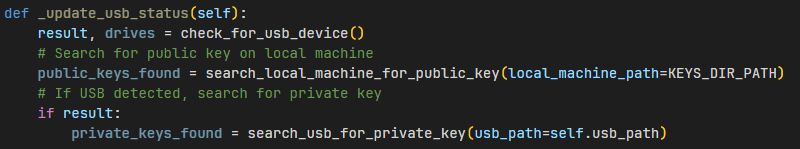 def _update_usb_status(self):
    result, drives = check_for_usb_device()
    # Search for public key on local machine
    public_keys_found = search_local_machine_for_public_key(local_machine_path=KEYS_DIR_PATH)
    # If USB detected, search for private key
    if result:
        private_keys_found = search_usb_for_private_key(usb_path=self.usb_path)